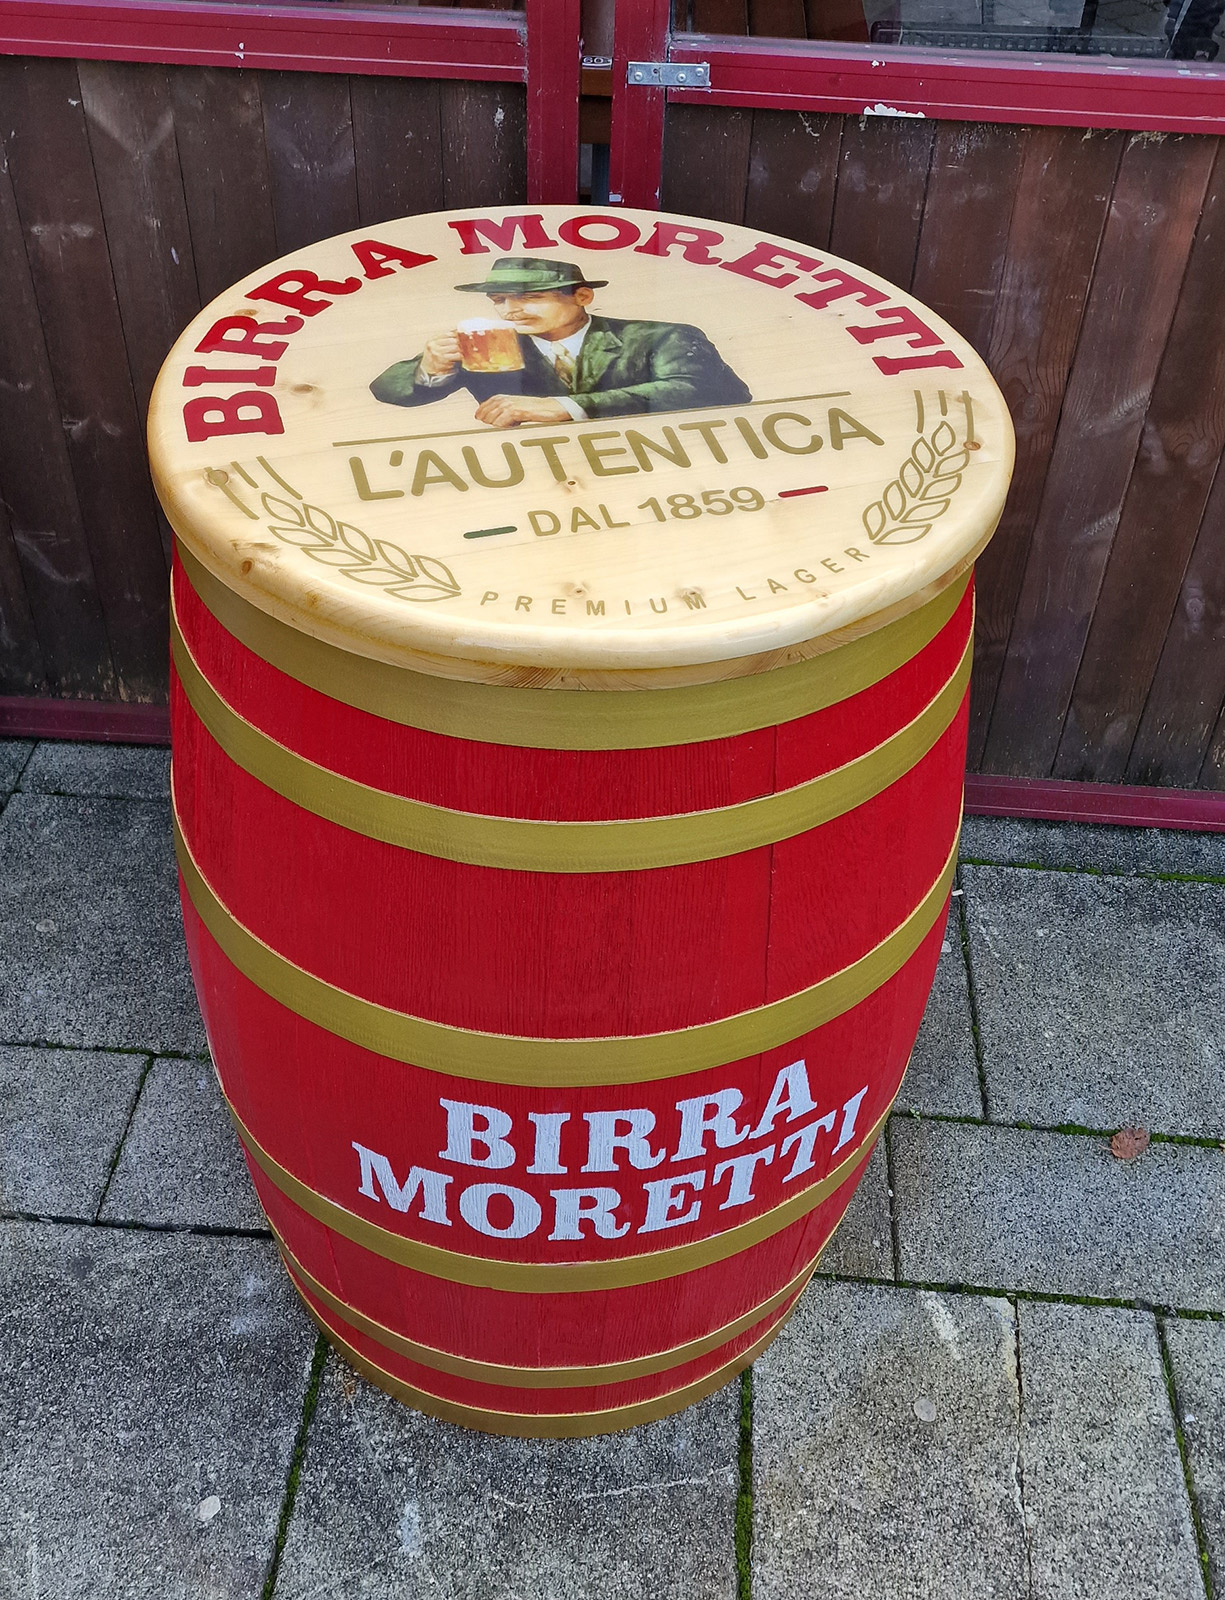 BIRRA MORETTI
L'AUTENTICA
DAL 1859
PREMIUM LAGER
BIRRA
MORETTI